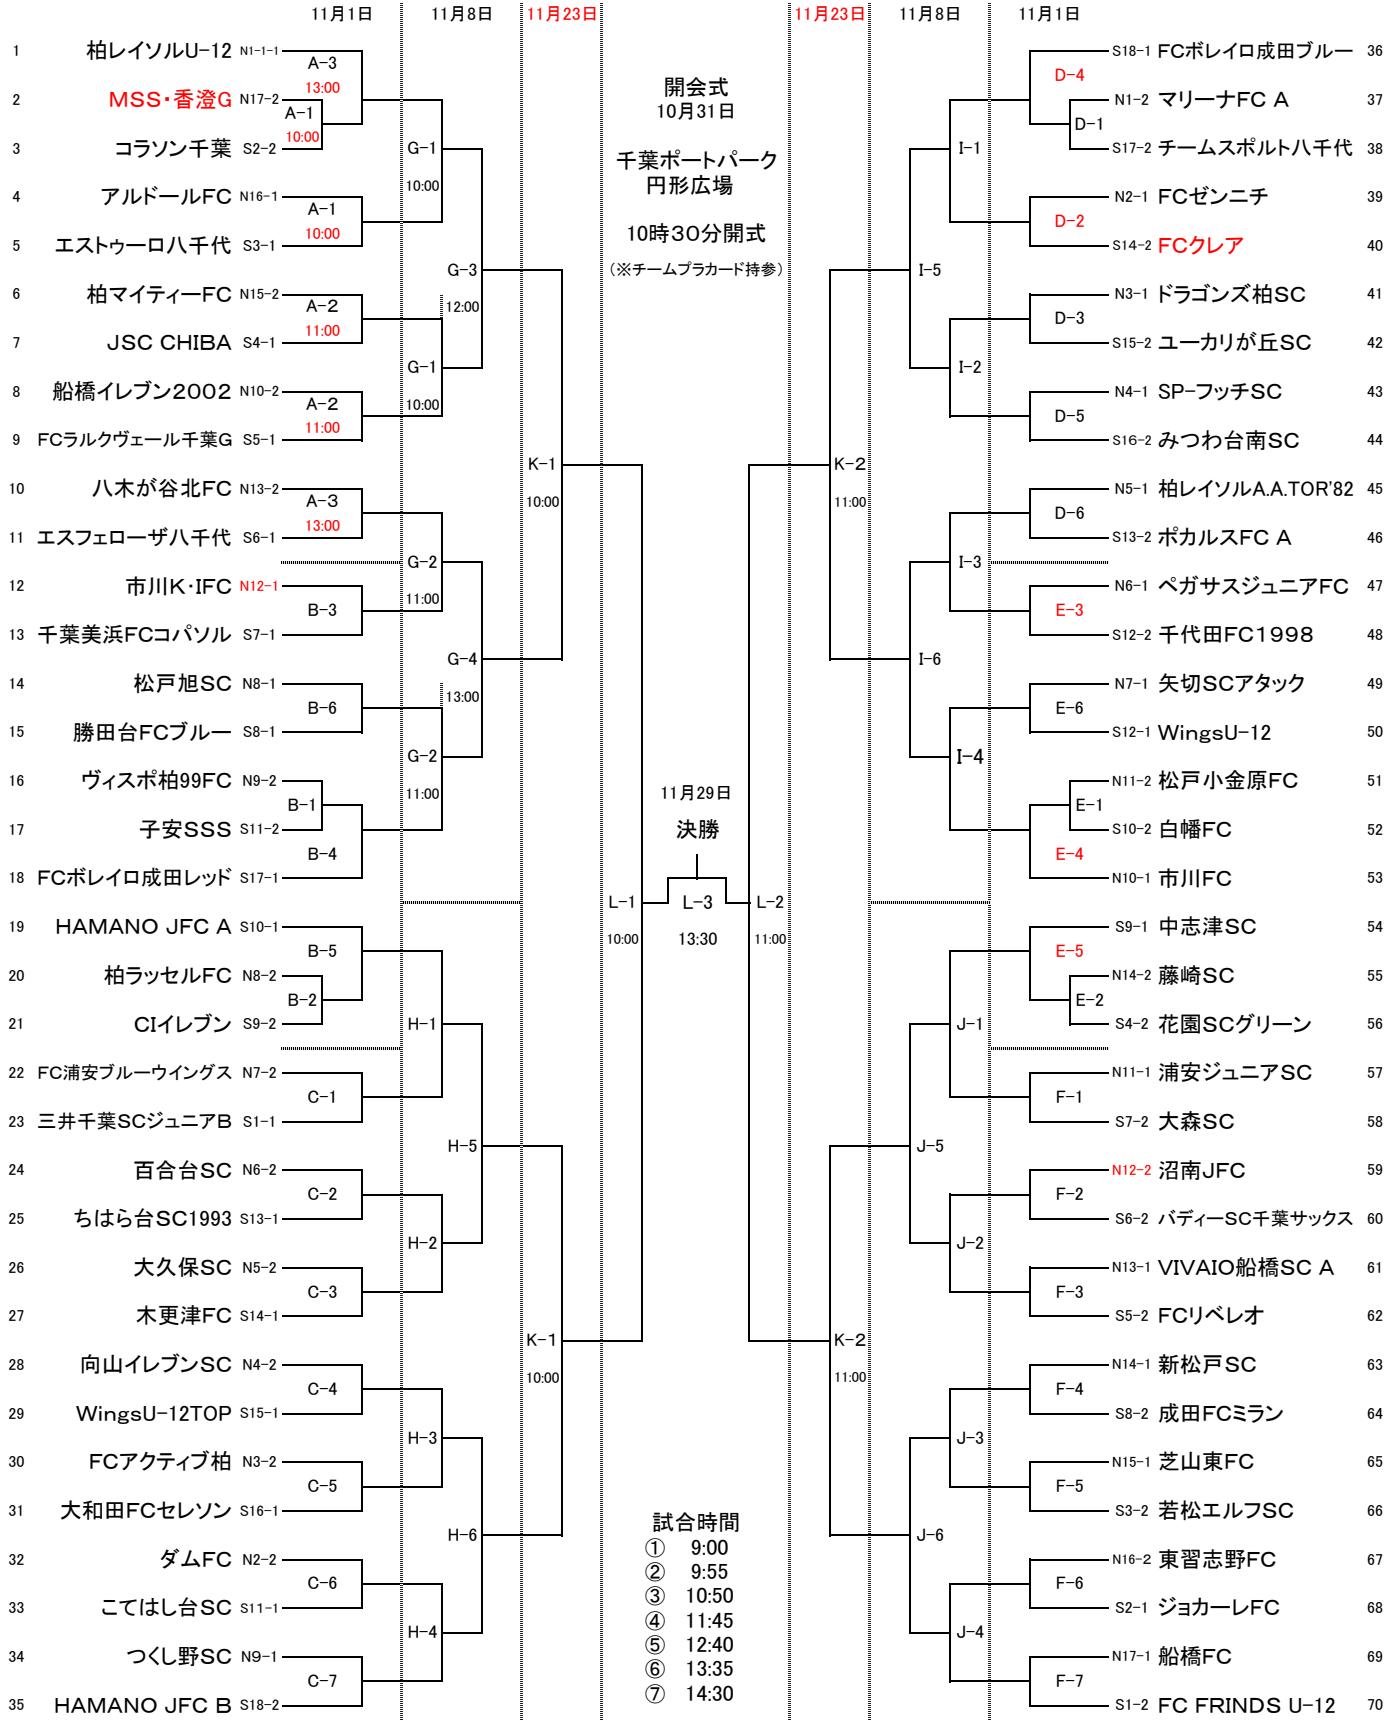 11月1日 11月8日 11月23日 11月23日 11月8日 11月1日
1 柏レイソルU-12 N1-1-1
A-3
13:00
2 MSS・香澄G N17-2
A-1
10:00
3 コラソン千葉 S2-2
G-1
10:00
4 アルドールFC N16-1
A-1
10:00
5 エストゥーロ八千代 S3-1
G-3
12:00
6 柏マイティーFC N15-2
A-2
11:00
7 JSC CHIBA S4-1
G-1
10:00
8 船橋イレブン2002 N10-2
A-2
11:00
9 FCラルクヴェール千葉G S5-1
K-1
10:00
10 八木が谷北FC N13-2
A-3
13:00
11 エスフェローザ八千代 S6-1
G-2
11:00
12 市川K・IFC N12-1
B-3
13 千葉美浜FCコパソル S7-1
G-4
13:00
14 松戸旭SC N8-1
B-6
15 勝田台FCブルー S8-1
G-2
11:00
16 ヴィスポ柏99FC N9-2
B-1
17 子安SSS S11-2
B-4
18 FCボレイロ成田レッド S17-1
19 HAMANO JFC A S10-1
B-5
20 柏ラッセルFC N8-2
B-2
21 CIイレブン S9-2
H-1
22 FC浦安ブルーウイングス N7-2
C-1
23 三井千葉SCジュニアB S1-1
H-5
24 百合台SC N6-2
C-2
25 ちはら台SC1993 S13-1
H-2
26 大久保SC N5-2
C-3
27 木更津FC S14-1
K-1
10:00
28 向山イレブンSC N4-2
C-4
29 WingsU-12TOP S15-1
H-3
30 FCアクティブ柏 N3-2
C-5
31 大和田FCセレソン S16-1
H-6
32 ダムFC N2-2
C-6
33 こてはし台SC S11-1
H-4
34 つくし野SC N9-1
C-7
35 HAMANO JFC B S18-2
開会式
10月31日
千葉ポートパーク
円形広場
10時30分開式
(※チームプラカード持参)
11月29日
決勝
L-1 L-3 L-2
10:00 13:30 11:00
試合時間
① 9:00
② 9:55
③ 10:50
④ 11:45
⑤ 12:40
⑥ 13:35
⑦ 14:30
S18-1 FCボレイロ成田ブルー 36
D-4
N1-2 マリーナFC A 37
D-1
S17-2 チームスポルト八千代 38
I-1
N2-1 FCゼンニチ 39
D-2
S14-2 FCクレア 40
I-5
N3-1 ドラゴンズ柏SC 41
D-3
S15-2 ユーカリが丘SC 42
I-2
N4-1 SP-フッチSC 43
D-5
S16-2 みつわ台南SC 44
K-2
11:00
N5-1 柏レイソルA.A.TOR'82 45
D-6
S13-2 ポカルスFC A 46
I-3
N6-1 ペガサスジュニアFC 47
E-3
S12-2 千代田FC1998 48
I-6
N7-1 矢切SCアタック 49
E-6
S12-1 WingsU-12 50
I-4
N11-2 松戸小金原FC 51
E-1
S10-2 白幡FC 52
E-4
N10-1 市川FC 53
S9-1 中志津SC 54
E-5
N14-2 藤崎SC 55
E-2
S4-2 花園SCグリーン 56
J-1
N11-1 浦安ジュニアSC 57
F-1
S7-2 大森SC 58
J-5
N12-2 沼南JFC 59
F-2
S6-2 バディーSC千葉サックス 60
J-2
N13-1 VIVAIO船橋SC A 61
F-3
S5-2 FCリベレオ 62
K-2
11:00
N14-1 新松戸SC 63
F-4
S8-2 成田FCミラン 64
J-3
N15-1 芝山東FC 65
F-5
S3-2 若松エルフSC 66
J-6
N16-2 東習志野FC 67
F-6
S2-1 ジョカーレFC 68
J-4
N17-1 船橋FC 69
F-7
S1-2 FC FRINDS U-12 70